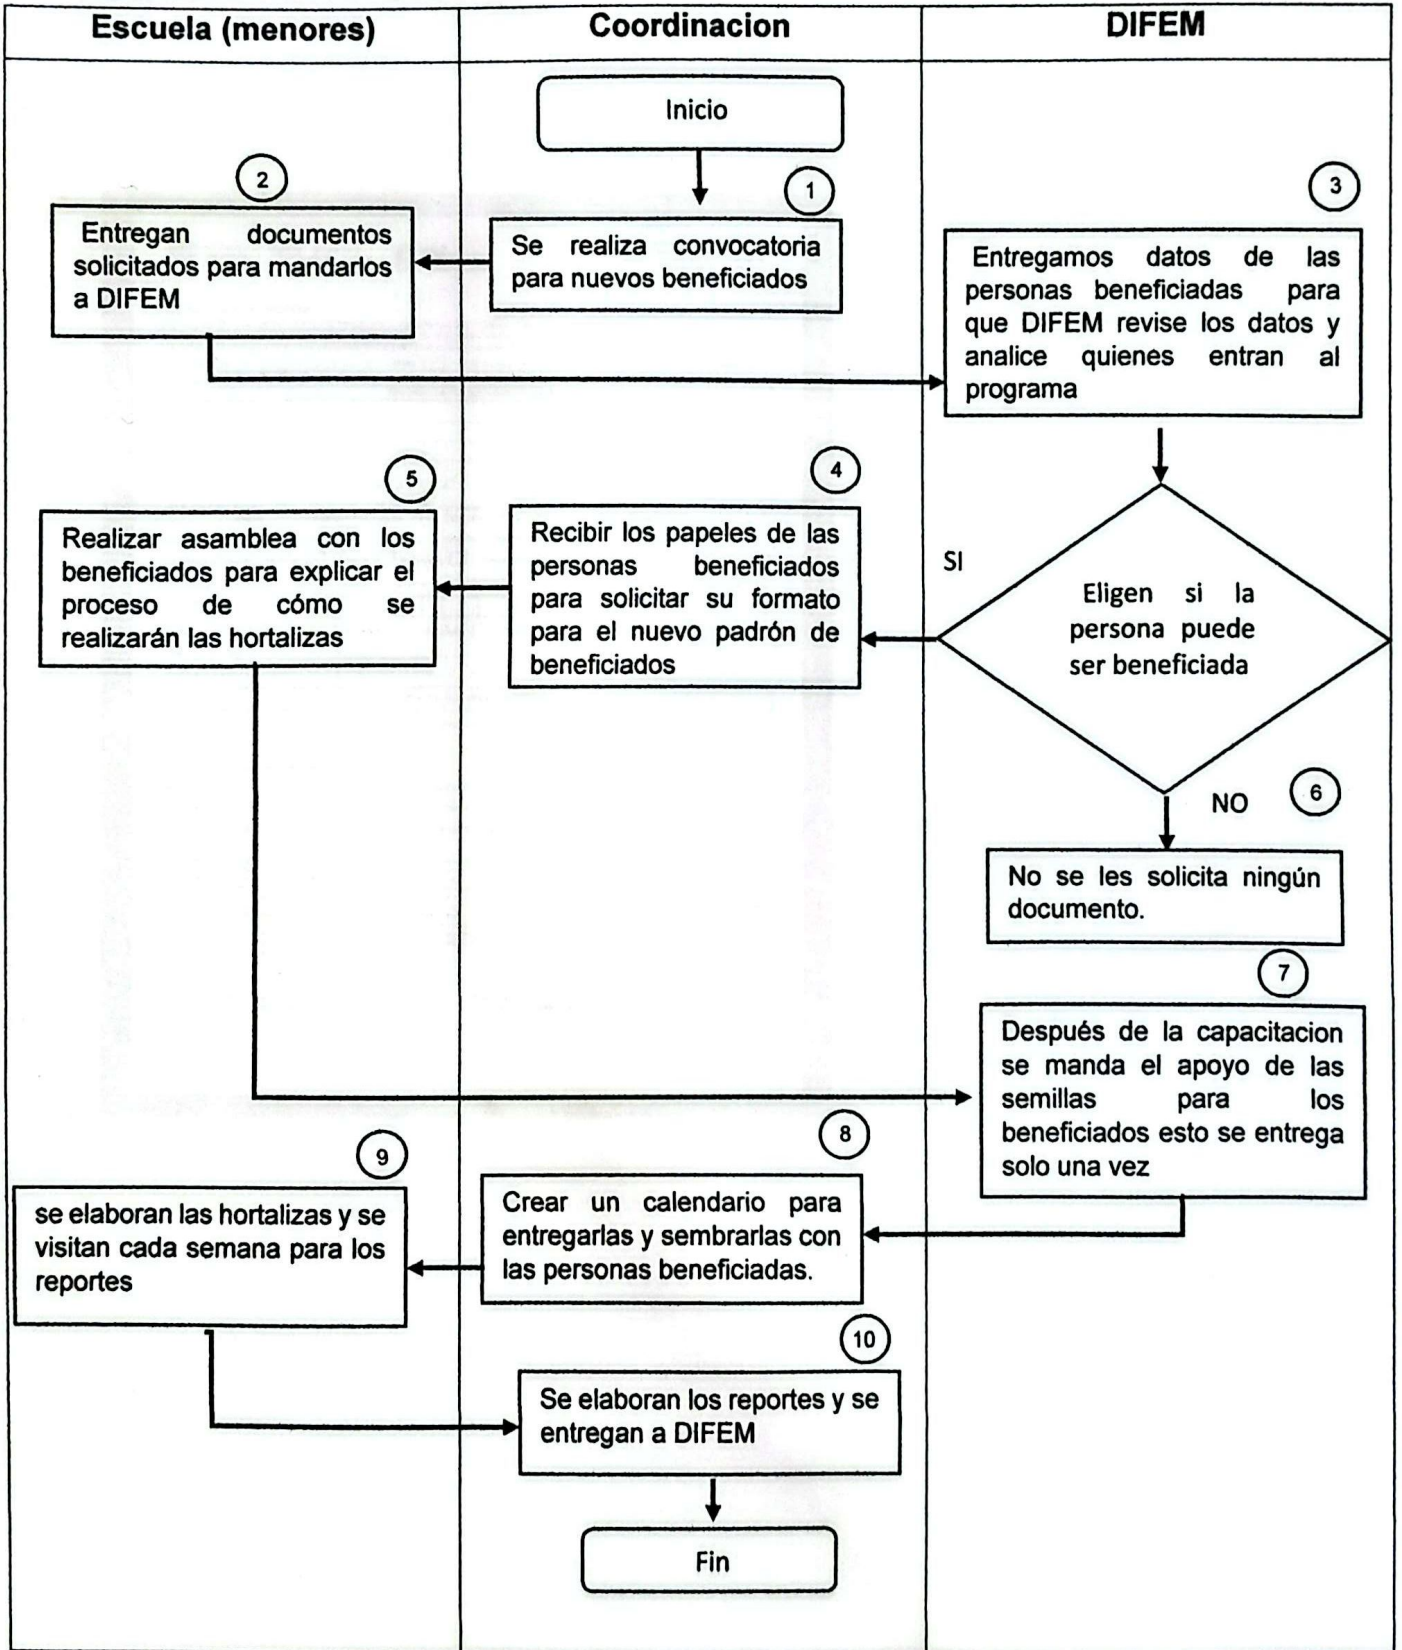 Escuela (menores)
Coordinacion
DIFEM
Inicio
1
Se realiza convocatoria
para nuevos beneficiados
2
Entregan documentos
solicitados para mandarlos
a DIFEM
3
Entregamos datos de las
personas beneficiadas para
que DIFEM revise los datos y
analice quienes entran al
programa
Eligen si la
persona puede
ser beneficiada
SI
4
Recibir los papeles de las
personas beneficiados
para solicitar su formato
para el nuevo padrón de
beneficiados
5
Realizar asamblea con los
beneficiados para explicar el
proceso de cómo se
realizarán las hortalizas
NO
6
No se les solicita ningún
documento.
7
Después de la capacitacion
se manda el apoyo de las
semillas para los
beneficiados esto se entrega
solo una vez
8
Crear un calendario para
entregarlas y sembrarlas con
las personas beneficiadas.
9
se elaboran las hortalizas y se
visitan cada semana para los
reportes
10
Se elaboran los reportes y se
entregan a DIFEM
Fin